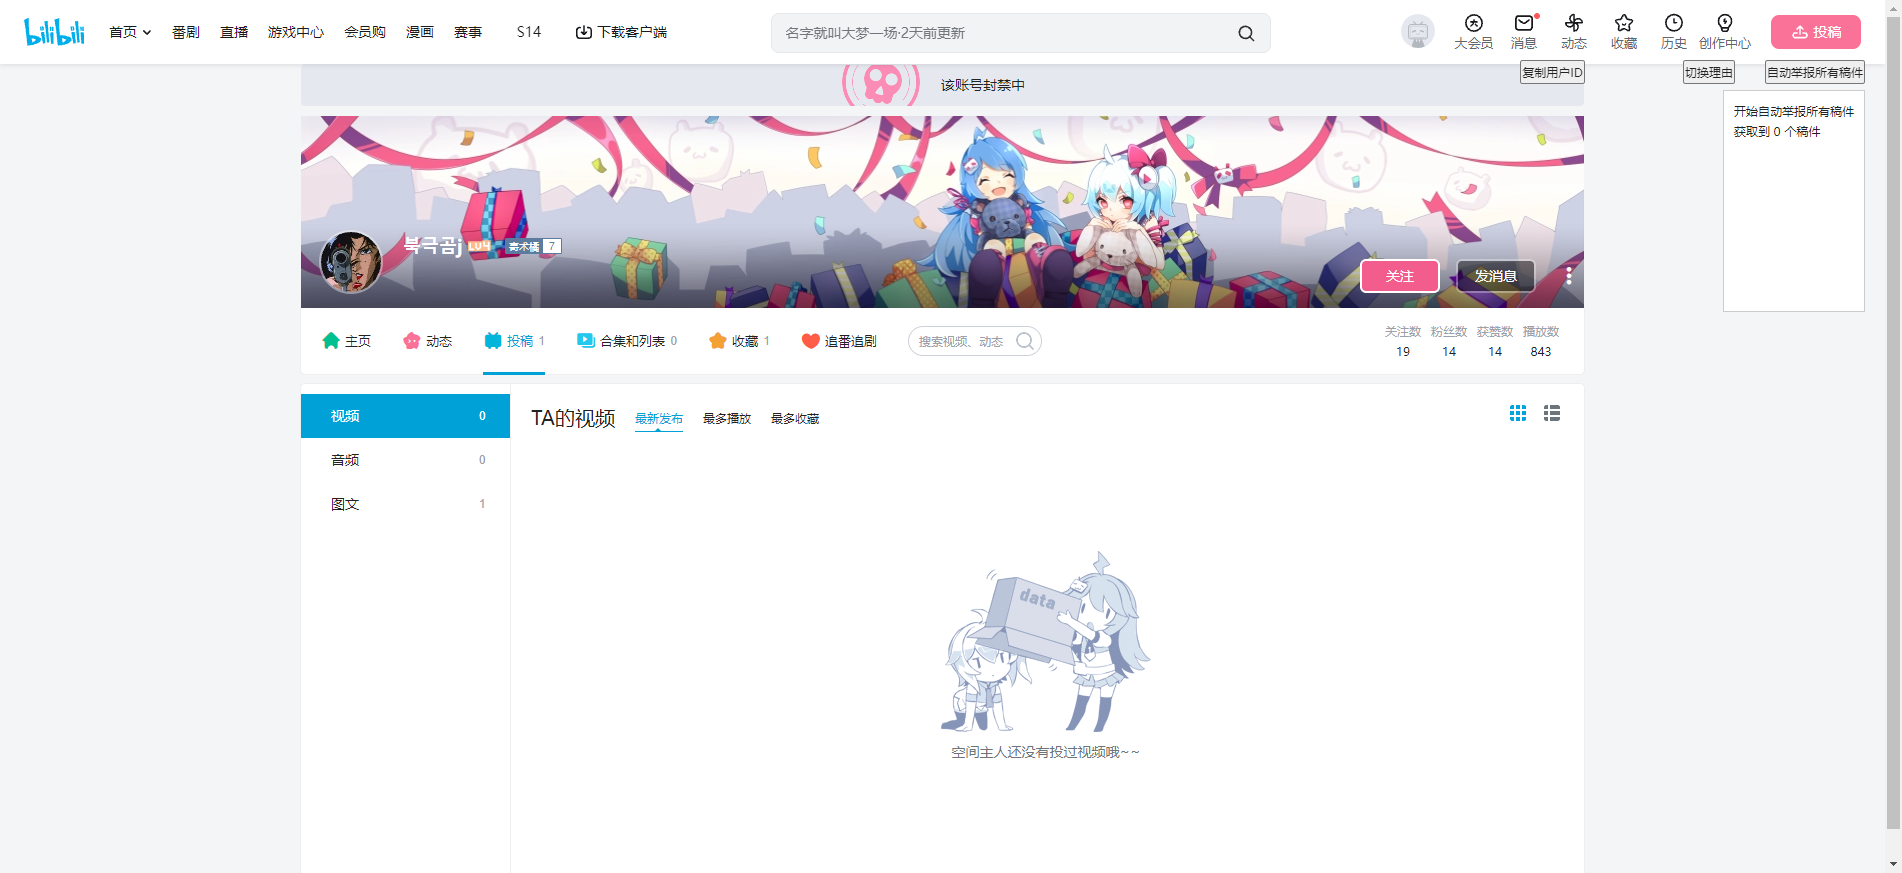 bilibili
首页
番剧
直播
游戏中心
会员购
漫画
赛事
S14
下载客户端
名字就叫大梦一场·2天前更新
大会员
消息
动态
收藏
历史
创作中心
投稿
复制用户ID
切换理由
自动举报所有稿件
该账号封禁中
开始自动举报所有稿件
获取到 0 个稿件
북극곰j LV4 7
关注
发消息
主页
动态
投稿 1
合集和列表 0
收藏 1
追番追剧
搜索视频、动态
关注数 粉丝数 获赞数 播放数
19 14 14 843
视频 0
音频 0
图文 1
TA的视频
最新发布
最多播放
最多收藏
data
空间主人还没有投过视频哦~~